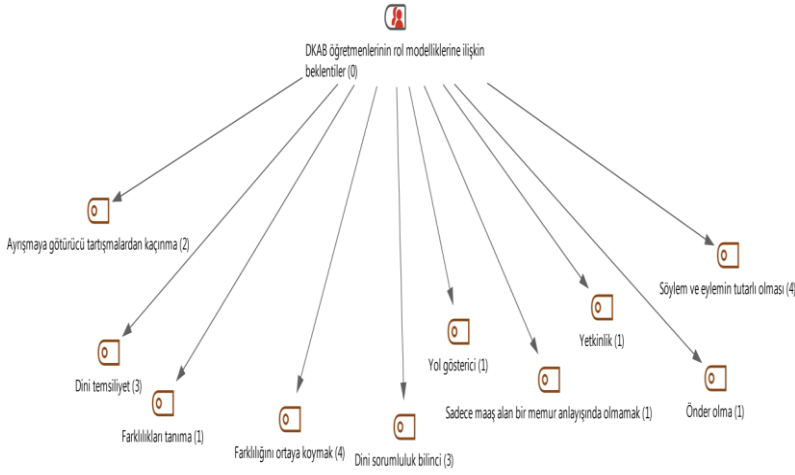 DKAB öğretmenlerinin rol modelliklerine ilişkin
beklentiler (0)
Ayrışmaya götürücü tartışmalardan kaçınma (2)
Söylem ve eylemin tutarlı olması (4)
Yetkinlik (1)
Yol gösterici (1)
Dini temsiliyet (3)
Sadece maaş alan bir memur anlayışında olmamak (1)
Önder olma (1)
Farklılıkları tanıma (1)
Farklılığını ortaya koymak (4)
Dini sorumluluk bilinci (3)